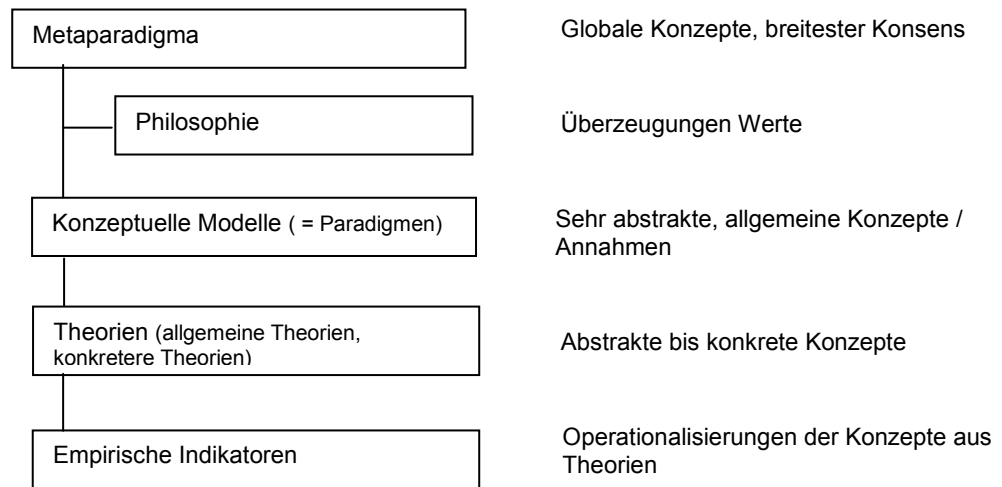 Metaparadigma
Globale Konzepte, breitester Konsens
Philosophie
Überzeugungen Werte
Konzeptuelle Modelle ( = Paradigmen)
Sehr abstrakte, allgemeine Konzepte /
Annahmen
Theorien (allgemeine Theorien,
konkretere Theorien)
Abstrakte bis konkrete Konzepte
Empirische Indikatoren
Operationalisierungen der Konzepte aus
Theorien